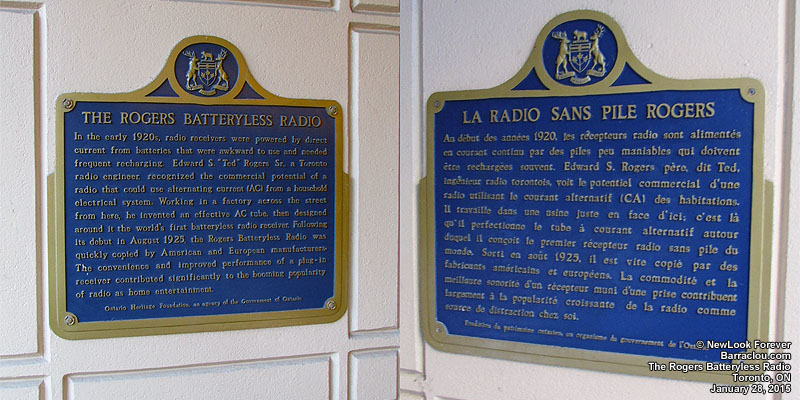 THE ROGERS BATTERYLESS RADIO
In the early 1920s, radio receivers were powered by direct
current from batteries that were awkward to use and needed
frequent recharging. Edward S. "Ted" Rogers Sr., a Toronto
radio engineer, recognized the commercial potential of a
radio that could use alternating current (AC) from a household
electrical system. Working in a factory across the street
from here, he invented an effective AC tube, then designed
around it the world's first batteryless radio receiver. Following
its debut in August 1925, the Rogers Batteryless Radio was
quickly copied by American and European manufacturers.
The convenience and improved performance of a plug-in
receiver contributed significantly to the booming popularity
of radio as home entertainment.
Ontario Heritage Foundation, an agency of the Government of Ontario
LA RADIO SANS PILE ROGERS
Au début des années 1920, les récepteurs radio sont alimentés
en courant continu par des piles peu maniables qui doivent
être rechargées souvent. Edward S. Rogers père, dit Ted,
ingénieur radio torontois, voit le potentiel commercial d'une
radio utilisant le courant alternatif (CA) des habitations.
Il travaille dans une usine juste en face d'ici; c'est là
qu'il perfectionne le tube à courant alternatif autour
duquel il conçoit le premier récepteur radio sans pile du
monde. Sorti en août 1925, il est vite copié par des
fabricants américains et européens. La commodité et la
meilleure sonorité d'un récepteur muni d'une prise contribuent
largement à la popularité croissante de la radio comme
source de distraction chez soi.
Fondation du patrimoine ontarien, un organisme du gouvernement de l'Ontario
© NewLook Forever
Barraclou.com
The Rogers Batteryless Radio
Toronto, ON
January 28, 2015